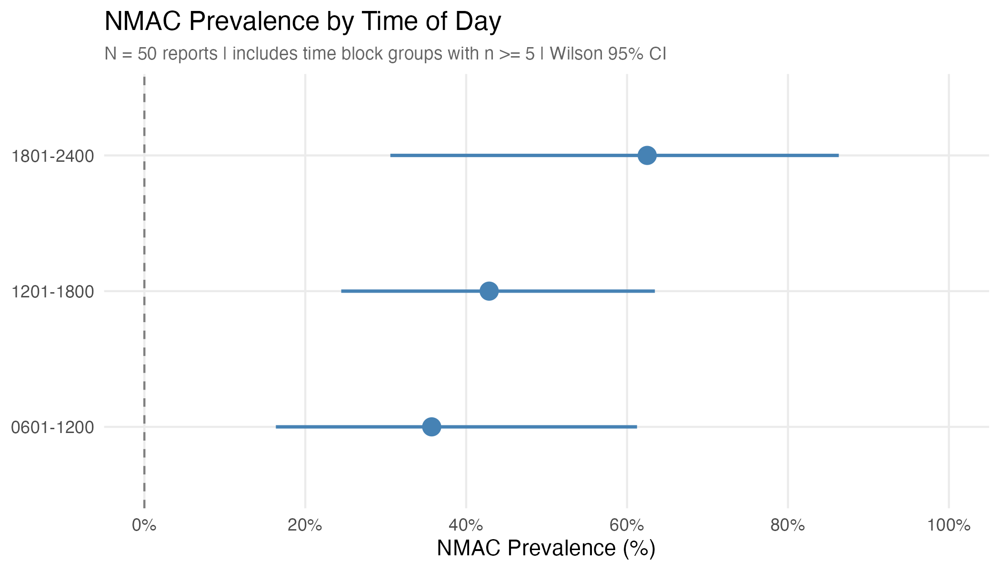 NMAC Prevalence by Time of Day
N = 50 reports | includes time block groups with n >= 5 | Wilson 95% CI
1801-2400
1201-1800
0601-1200
0% 20% 40% 60% 80% 100%
NMAC Prevalence (%)